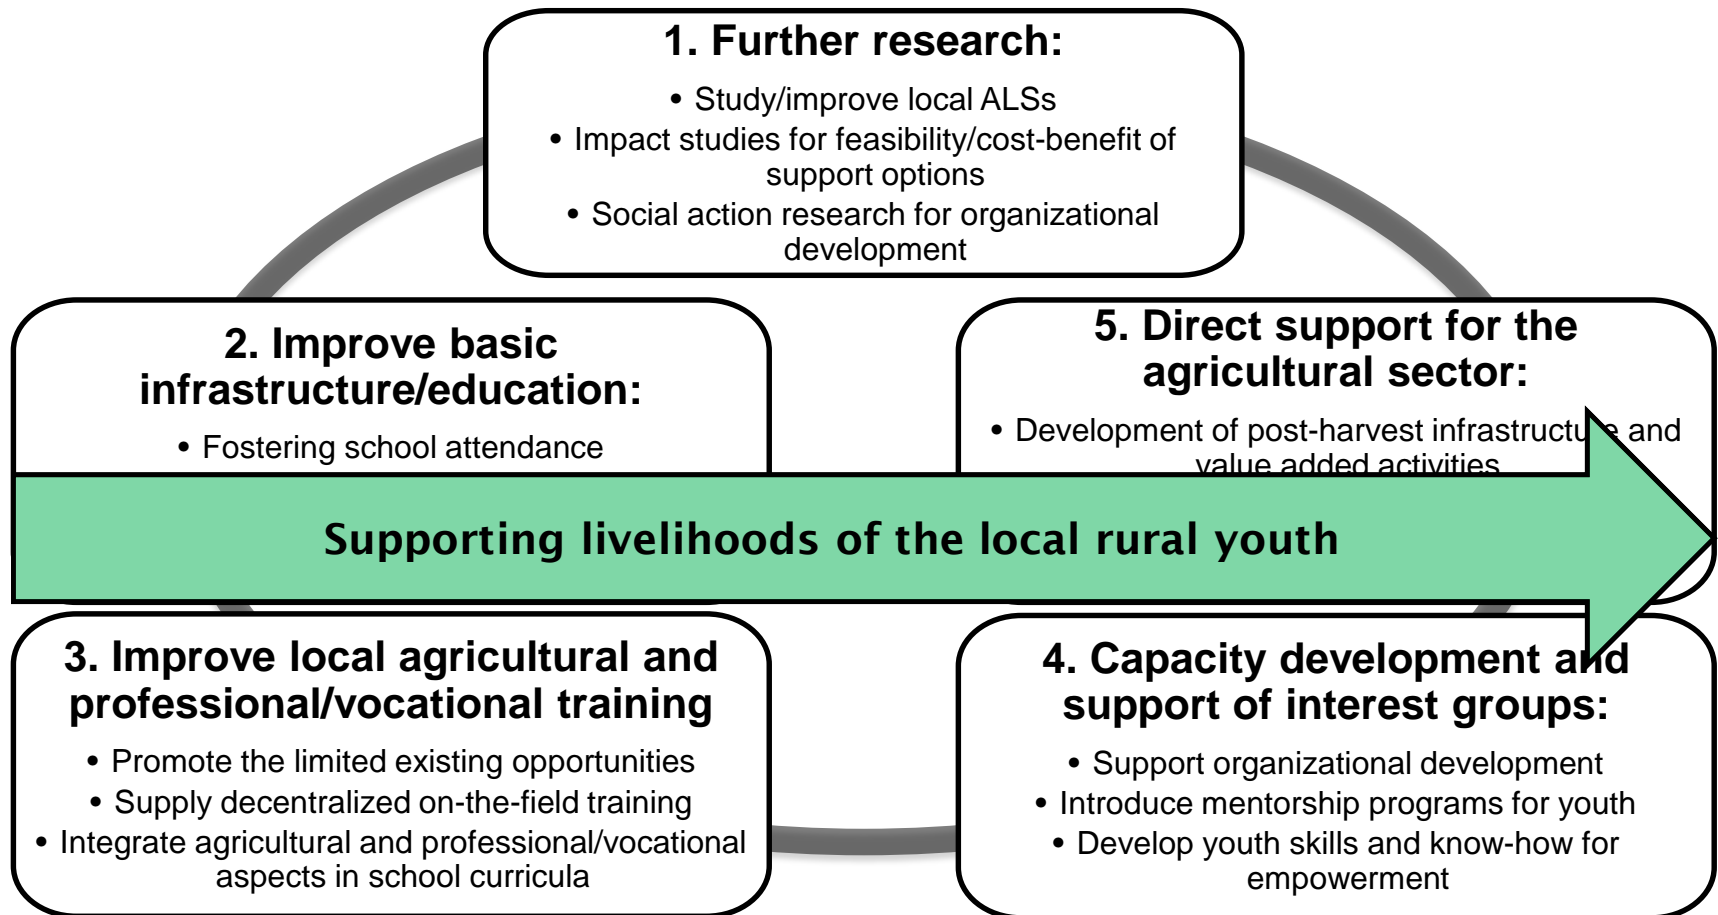 1. Further research:
• Study/improve local ALSs
• Impact studies for feasibility/cost-benefit of
support options
• Social action research for organizational
development
2. Improve basic
infrastructure/education:
• Fostering school attendance
5. Direct support for the
agricultural sector:
• Development of post-harvest infrastructure and
value added activities
Supporting livelihoods of the local rural youth
3. Improve local agricultural and
professional/vocational training
• Promote the limited existing opportunities
• Supply decentralized on-the-field training
• Integrate agricultural and professional/vocational
aspects in school curricula
4. Capacity development and
support of interest groups:
• Support organizational development
• Introduce mentorship programs for youth
• Develop youth skills and know-how for
empowerment